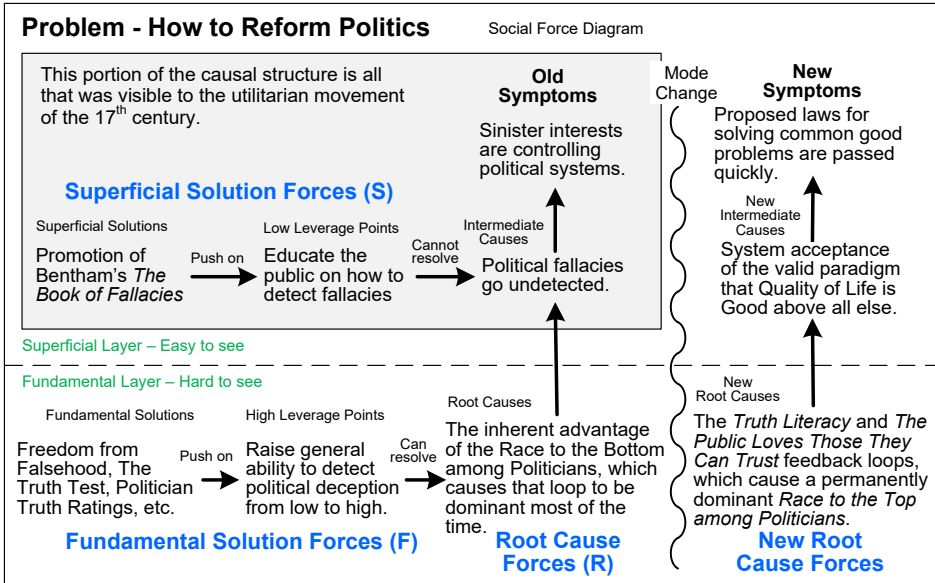 Problem - How to Reform Politics
Social Force Diagram
This portion of the causal structure is all
that was visible to the utilitarian movement
of the 17th century.
Old
Symptoms
Mode
Change
New
Symptoms
Sinister interests
are controlling
political systems.
Proposed laws for
solving common good
problems are passed
quickly.
Superficial Solution Forces (S)
Superficial Solutions
Promotion of
Bentham's The
Book of Fallacies
Push on
Low Leverage Points
Educate the
public on how to
detect fallacies
Cannot
resolve
Intermediate
Causes
Political fallacies
go undetected.
New
Intermediate
Causes
System acceptance
of the valid paradigm
that Quality of Life is
Good above all else.
Superficial Layer – Easy to see
Fundamental Layer – Hard to see
Fundamental Solutions
Freedom from
Falsehood, The
Truth Test, Politician
Truth Ratings, etc.
Push on
High Leverage Points
Raise general
ability to detect
political deception
from low to high.
Can
resolve
Root Causes
The inherent advantage
of the Race to the Bottom
among Politicians, which
causes that loop to be
dominant most of the
time.
New
Root Causes
The Truth Literacy and The
Public Loves Those They
Can Trust feedback loops,
which cause a permanently
dominant Race to the Top
among Politicians.
Fundamental Solution Forces (F)
Root Cause
Forces (R)
New Root
Cause Forces